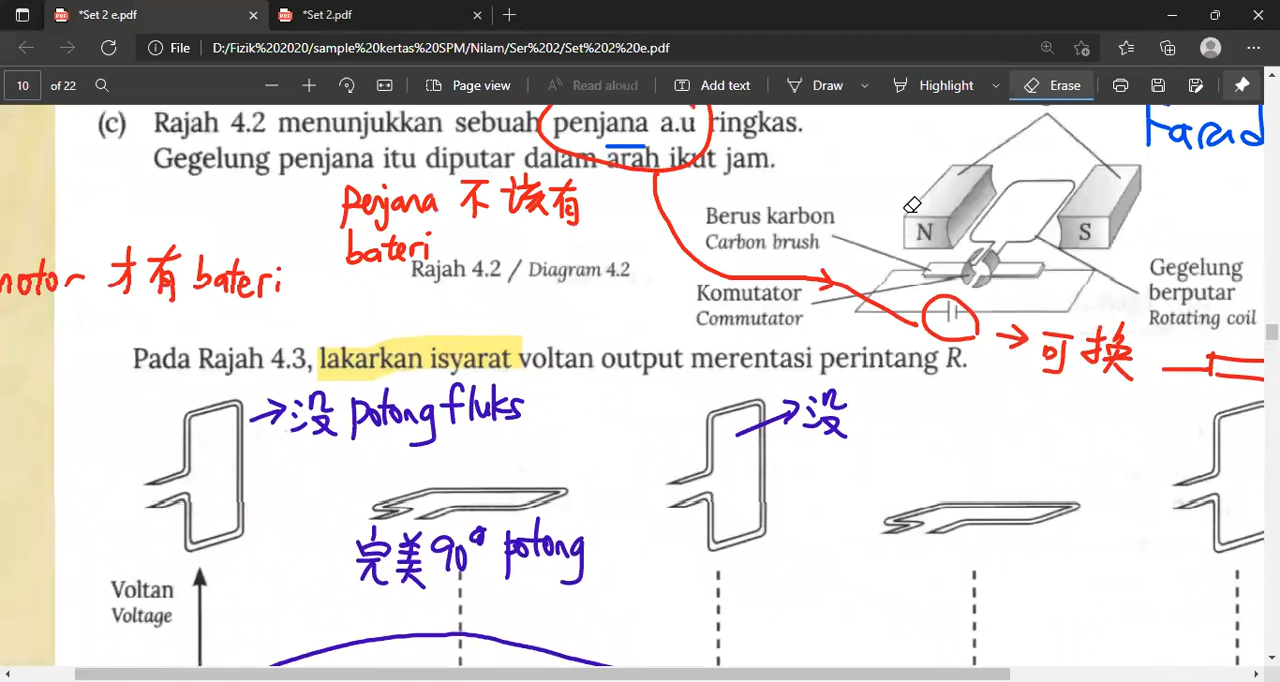 *Set 2 e.pdf
*Set 2.pdf
File
D:/Fizik%202020/sample%20kertas%20SPM/Nilam/Ser%202/Set%202%20e.pdf
10 of 22
Page view
Read aloud
Add text
Draw
Highlight
Erase
(c) Rajah 4.2 menunjukkan sebuah penjana a.u ringkas.
Gegelung penjana itu diputar dalam arah ikut jam.
Farad
penjana 不该有
bateri
motor 才有 bateri
Rajah 4.2 / Diagram 4.2
Berus karbon
Carbon brush
N
S
Komutator
Commutator
Gegelung
berputar
Rotating coil
可换
Pada Rajah 4.3, lakarkan isyarat voltan output merentasi perintang R.
没 potong fluks
没
完美 90° potong
Voltan
Voltage